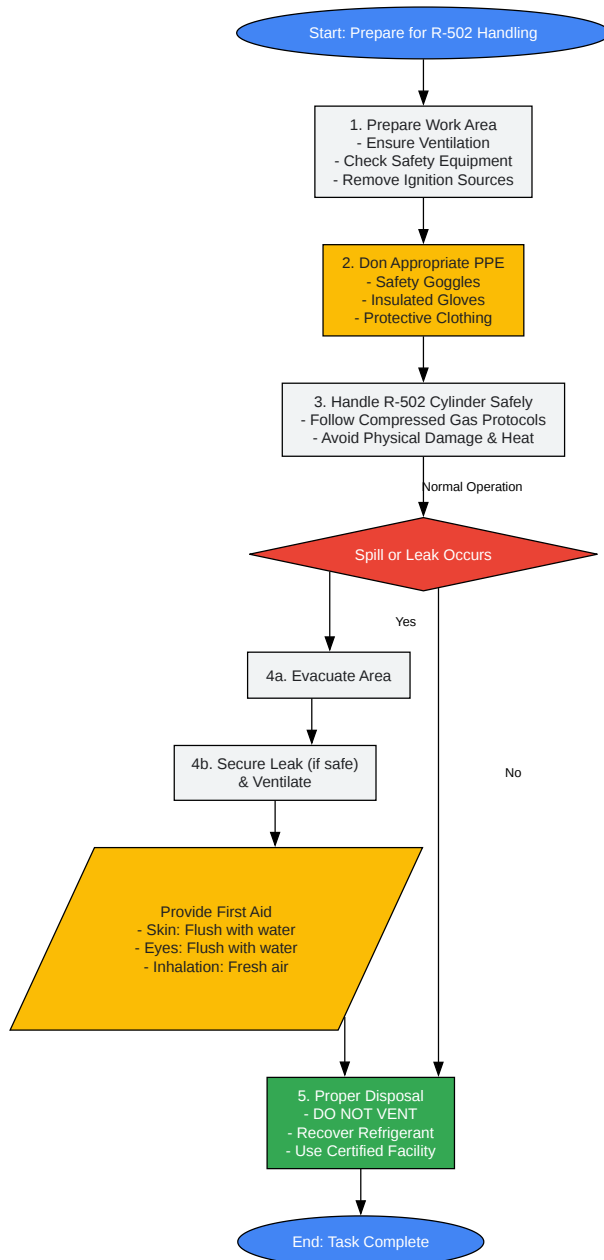 Start: Prepare for R-502 Handling
1. Prepare Work Area
- Ensure Ventilation
- Check Safety Equipment
- Remove Ignition Sources
2. Don Appropriate PPE
- Safety Goggles
- Insulated Gloves
- Protective Clothing
3. Handle R-502 Cylinder Safely
- Follow Compressed Gas Protocols
- Avoid Physical Damage & Heat
Normal Operation
Spill or Leak Occurs
Yes
4a. Evacuate Area
4b. Secure Leak (if safe)
& Ventilate
No
Provide First Aid
- Skin: Flush with water
- Eyes: Flush with water
- Inhalation: Fresh air
5. Proper Disposal
- DO NOT VENT
- Recover Refrigerant
- Use Certified Facility
End: Task Complete